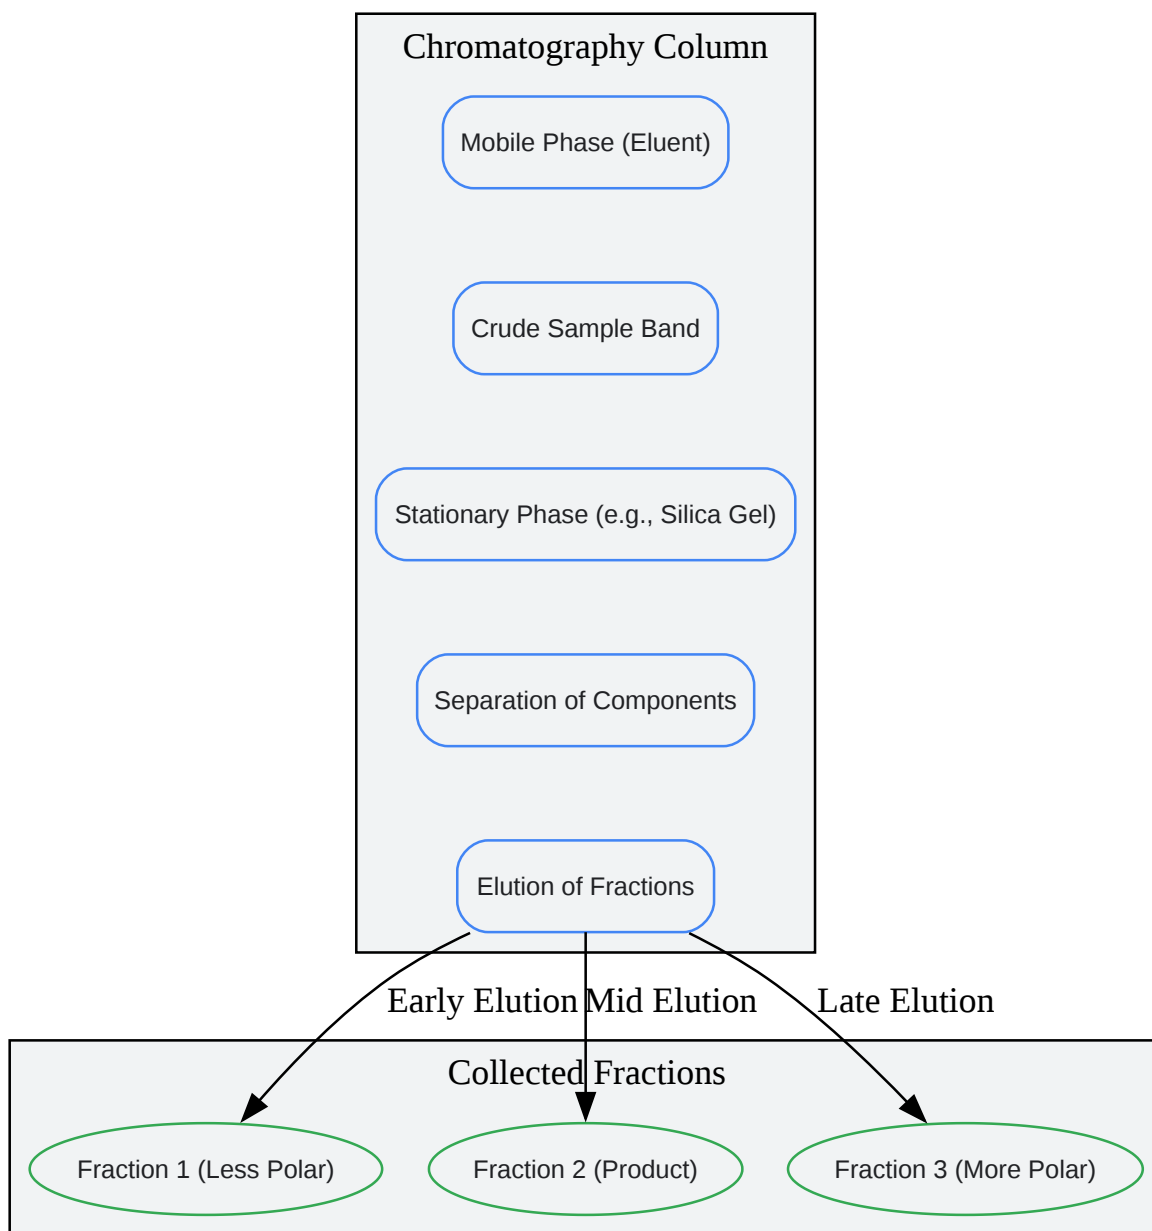 Chromatography Column
Mobile Phase (Eluent)
Crude Sample Band
Stationary Phase (e.g., Silica Gel)
Separation of Components
Elution of Fractions
Early Elution
Mid Elution
Late Elution
Collected Fractions
Fraction 1 (Less Polar)
Fraction 2 (Product)
Fraction 3 (More Polar)